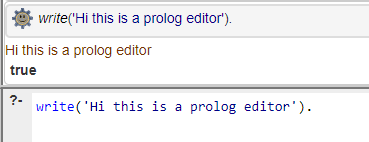 write('Hi this is a prolog editor').
Hi this is a prolog editor
true
?- write('Hi this is a prolog editor').